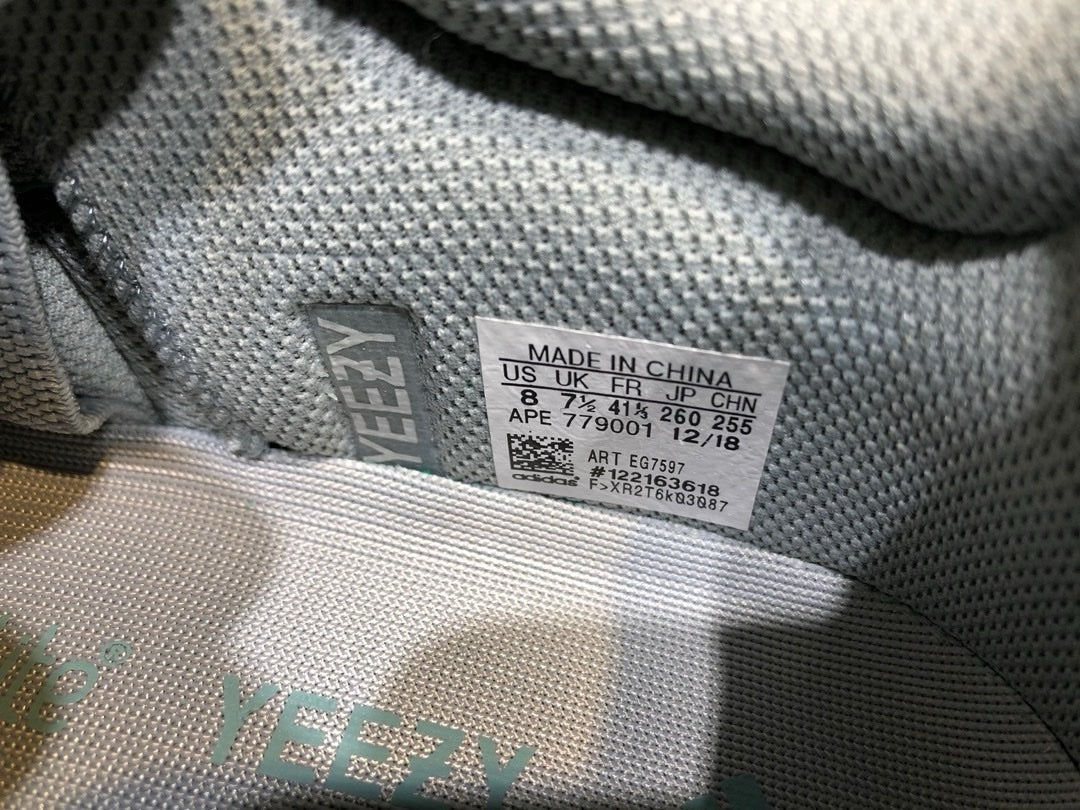 YEEZY
MADE IN CHINA
US UK FR JP CHN
8 7½ 41⅓ 260 255
APE 779001 12/18
ART EG7597
#122163618
F>XR2T6k03087
adidas
YEEZY